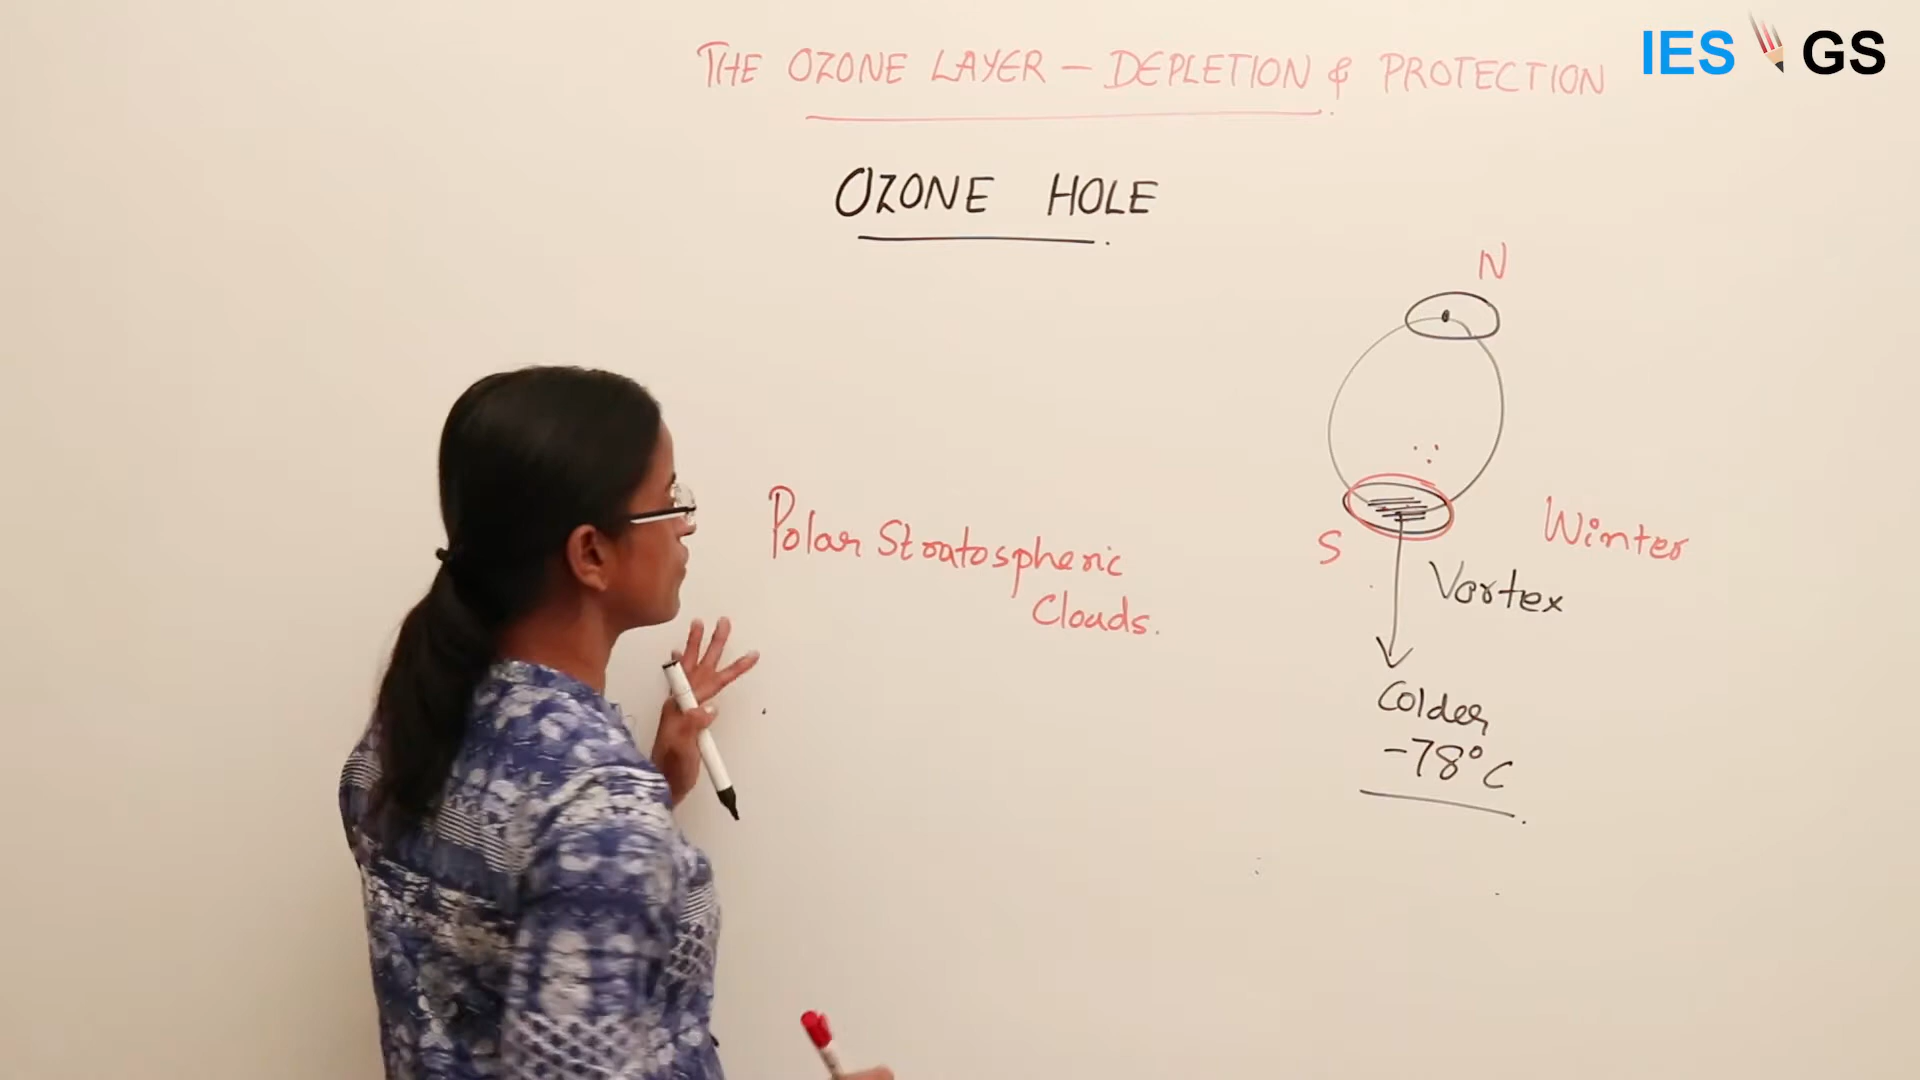 THE OZONE LAYER - DEPLETION & PROTECTION
IES GS
OZONE HOLE
N
Polar Stratospheric
Clouds.
S
Winter
Vortex
Colder
-78°C